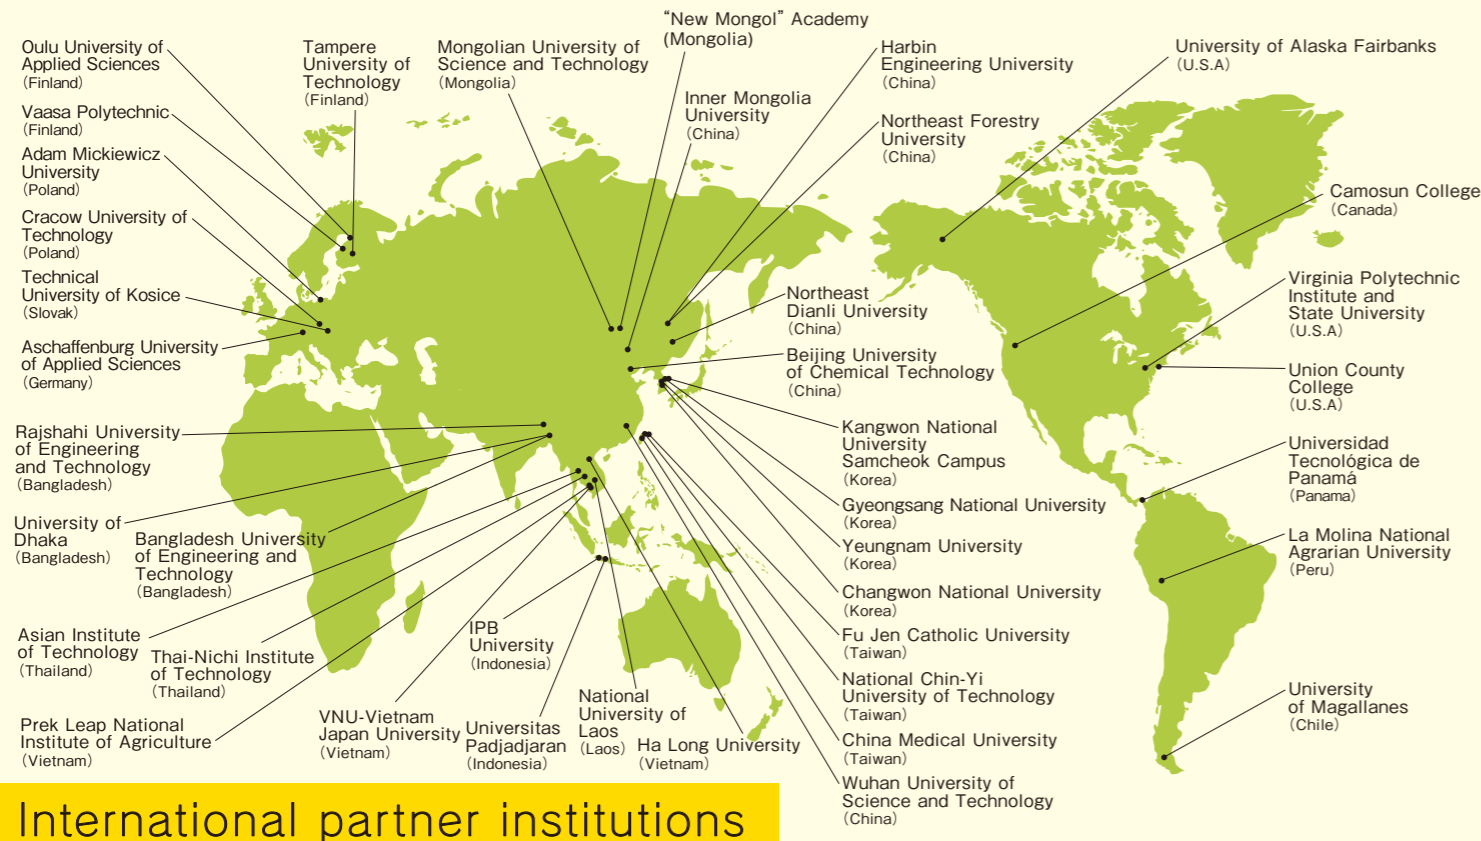 “New Mongol” Academy
(Mongolia)
Oulu University of
Applied Sciences
(Finland)
Tampere
University of
Technology
(Finland)
Mongolian University of
Science and Technology
(Mongolia)
Harbin
Engineering University
(China)
University of Alaska Fairbanks
(U.S.A)
Vaasa Polytechnic
(Finland)
Inner Mongolia
University
(China)
Northeast Forestry
University
(China)
Adam Mickiewicz
University
(Poland)
Camosun College
(Canada)
Cracow University of
Technology
(Poland)
Technical
University of Kosice
(Slovak)
Northeast
Dianli University
(China)
Virginia Polytechnic
Institute and
State University
(U.S.A)
Aschaffenburg University
of Applied Sciences
(Germany)
Beijing University
of Chemical Technology
(China)
Union County
College
(U.S.A)
Rajshahi University
of Engineering
and Technology
(Bangladesh)
Kangwon National
University
Samcheok Campus
(Korea)
Universidad
Tecnológica de
Panamá
(Panama)
Gyeongsang National University
(Korea)
University of
Dhaka
(Bangladesh)
Bangladesh University
of Engineering and
Technology
(Bangladesh)
Yeungnam University
(Korea)
La Molina National
Agrarian University
(Peru)
Changwon National University
(Korea)
Asian Institute
of Technology
(Thailand)
Thai-Nichi Institute
of Technology
(Thailand)
IPB
University
(Indonesia)
Fu Jen Catholic University
(Taiwan)
National Chin-Yi
University of Technology
(Taiwan)
University
of Magallanes
(Chile)
Prek Leap National
Institute of Agriculture
(Vietnam)
VNU-Vietnam
Japan University
(Vietnam)
Universitas
Padjadjaran
(Indonesia)
National
University of
Laos
(Laos)
Ha Long University
(Vietnam)
China Medical University
(Taiwan)
Wuhan University of
Science and Technology
(China)
International partner institutions